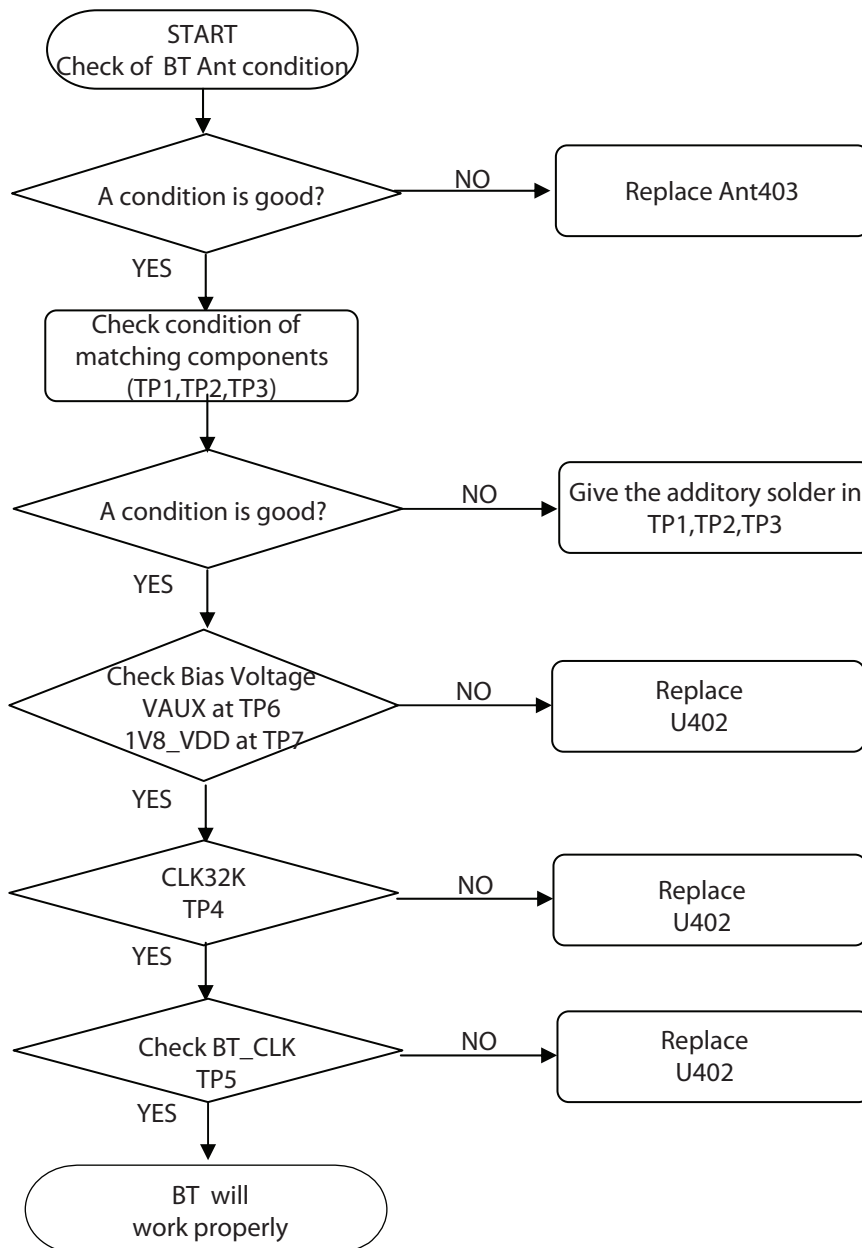 START
Check of BT Ant condition
A condition is good?
NO
Replace Ant403
YES
Check condition of
matching components
(TP1,TP2,TP3)
A condition is good?
NO
Give the additory solder in
TP1,TP2,TP3
YES
Check Bias Voltage
VAUX at TP6
1V8_VDD at TP7
NO
Replace
U402
YES
CLK32K
TP4
NO
Replace
U402
YES
Check BT_CLK
TP5
NO
Replace
U402
YES
BT will
work properly